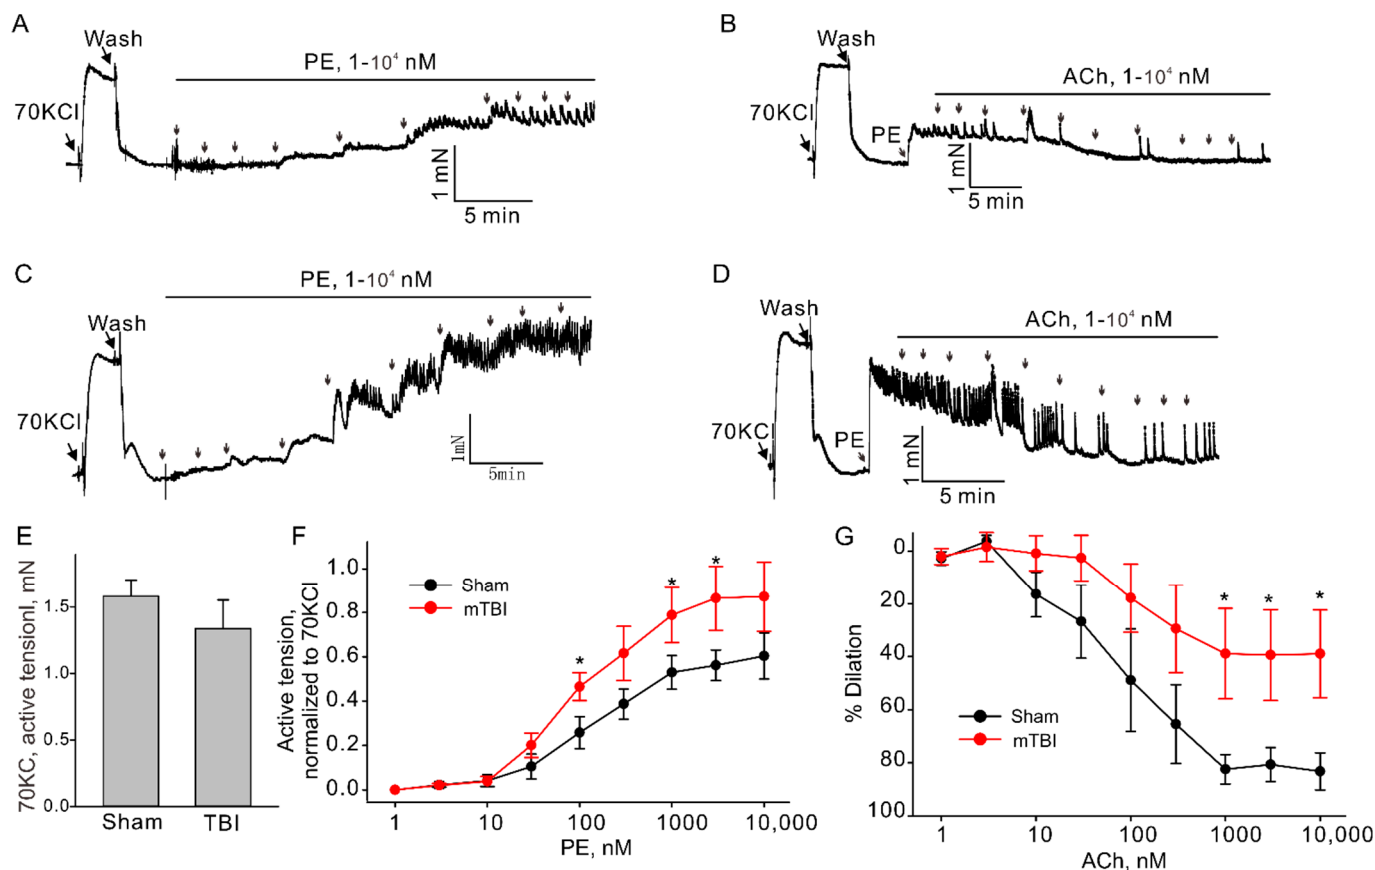 A
Wash
PE, 1-10⁴ nM
70KCl
1 mN
5 min
B
Wash
ACh, 1-10⁴ nM
70KCl
PE
1 mN
5 min
C
PE, 1-10⁴ nM
Wash
70KCl
1mN
5min
D
Wash
ACh, 1-10⁴ nM
70KCl
PE
1 mN
5 min
E
70KC, active tensionl, mN
1.5
1.0
0.5
0.0
Sham
TBI
F
Active tension,
normalized to 70KCl
1.0
0.8
0.6
0.4
0.2
0.0
Sham
mTBI
*
*
*
1
10
100
1000
10,000
PE, nM
G
% Dilation
0
20
40
60
80
100
*
*
*
Sham
mTBI
1
10
100
1000
10,000
ACh, nM